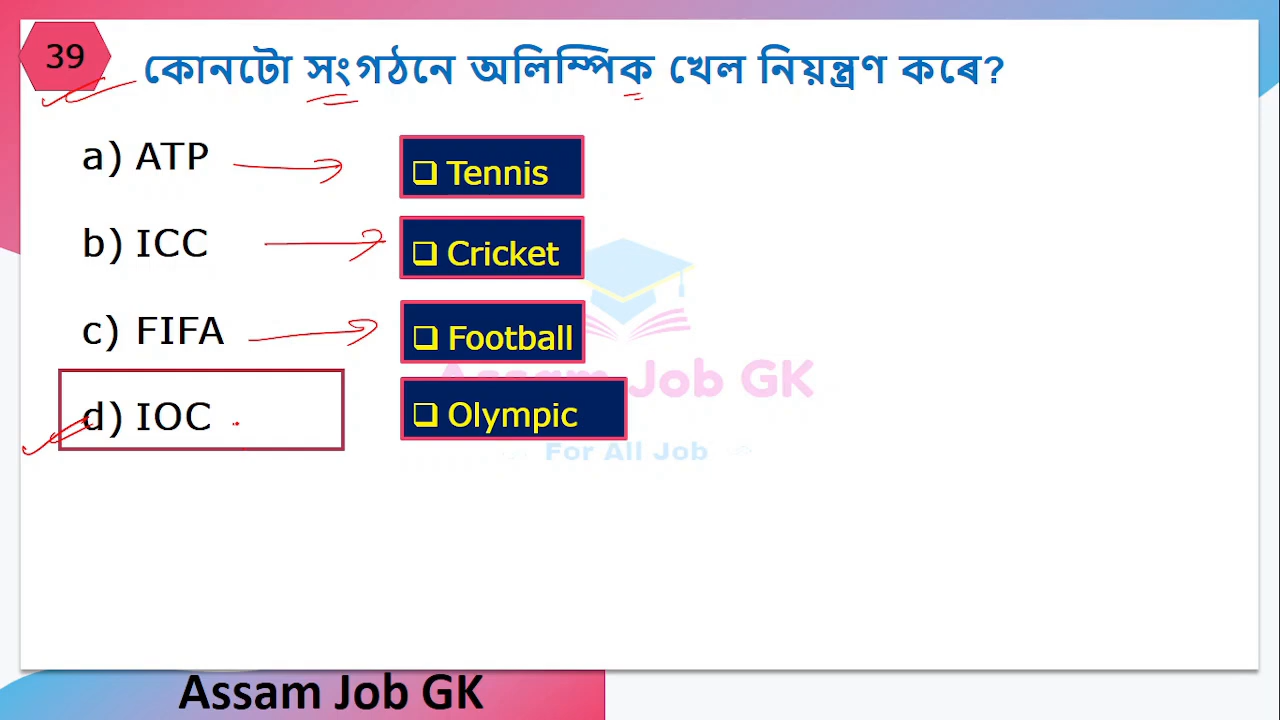 39
কোনটো সংগঠনে অলিম্পিক খেল নিয়ন্ত্ৰণ কৰে?
a) ATP
❑ Tennis
b) ICC
❑ Cricket
c) FIFA
❑ Football
d) IOC
❑ Olympic
Assam Job GK
For All Job
Assam Job GK